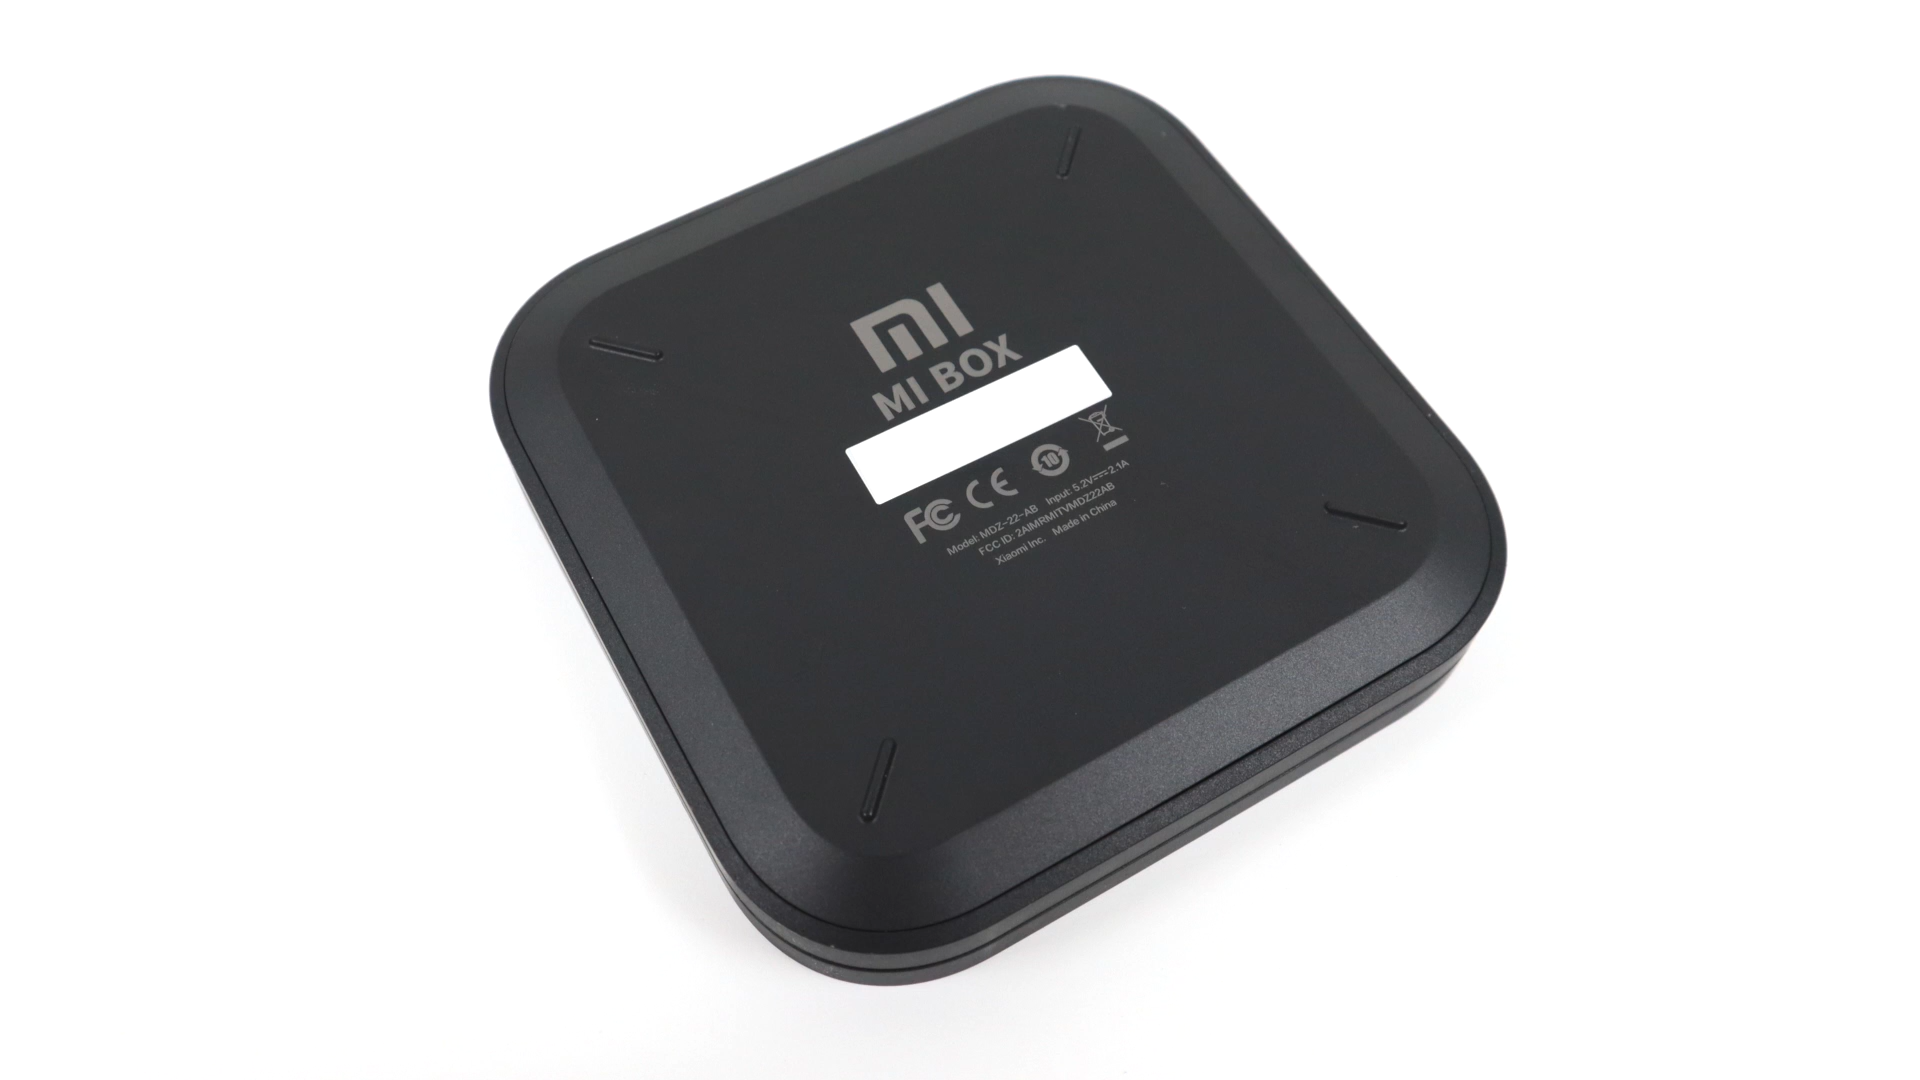 MI
MI BOX
FC CE 10
Model: MDZ-22-AB Input: 5.2V⎓2.1A
FCC ID: 2AIMRMITVMDZ22AB
Xiaomi Inc. Made in China